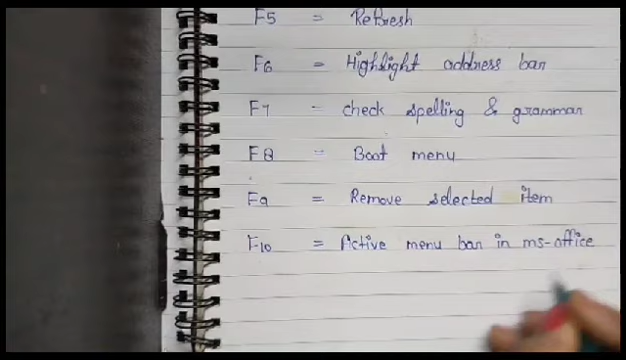 F5 = Refresh
F6 = Highlight address bar
F7 - check spelling & grammar
F8 = Boot menu
F9 = Remove selected item
F10 = Active menu bar in ms-office